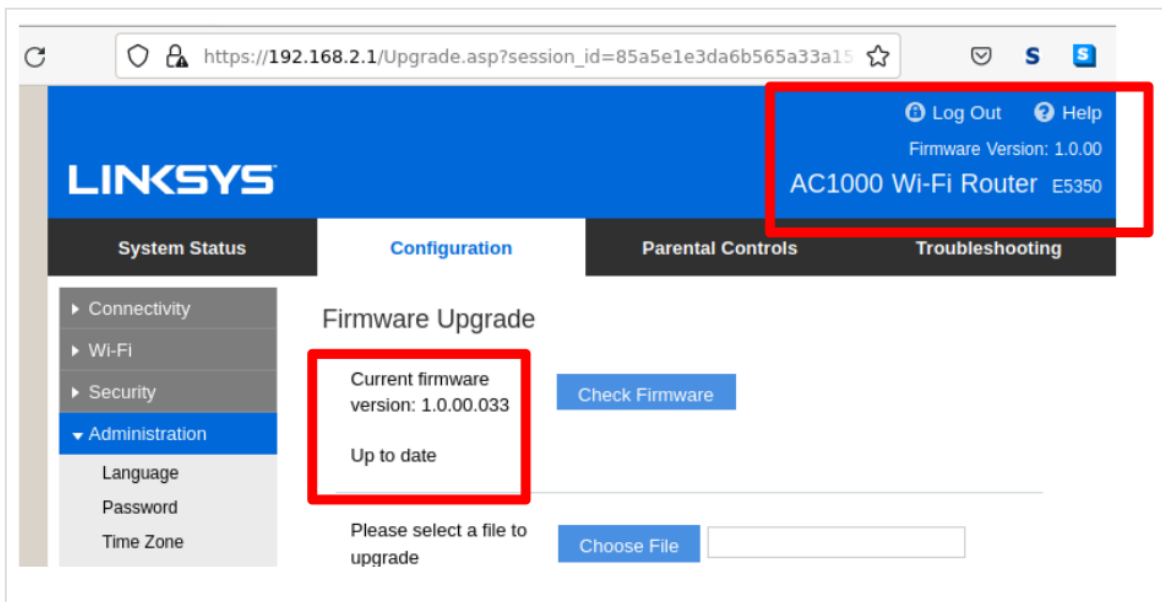 https://192.168.2.1/Upgrade.asp?session_id=85a5e1e3da6b565a33a15
S
S
Log Out
Help
Firmware Version: 1.0.00
LINKSYS
AC1000 Wi-Fi Router E5350
System Status
Configuration
Parental Controls
Troubleshooting
Connectivity
Wi-Fi
Security
Administration
Language
Password
Time Zone
Firmware Upgrade
Current firmware
version: 1.0.00.033
Check Firmware
Up to date
Please select a file to
upgrade
Choose File